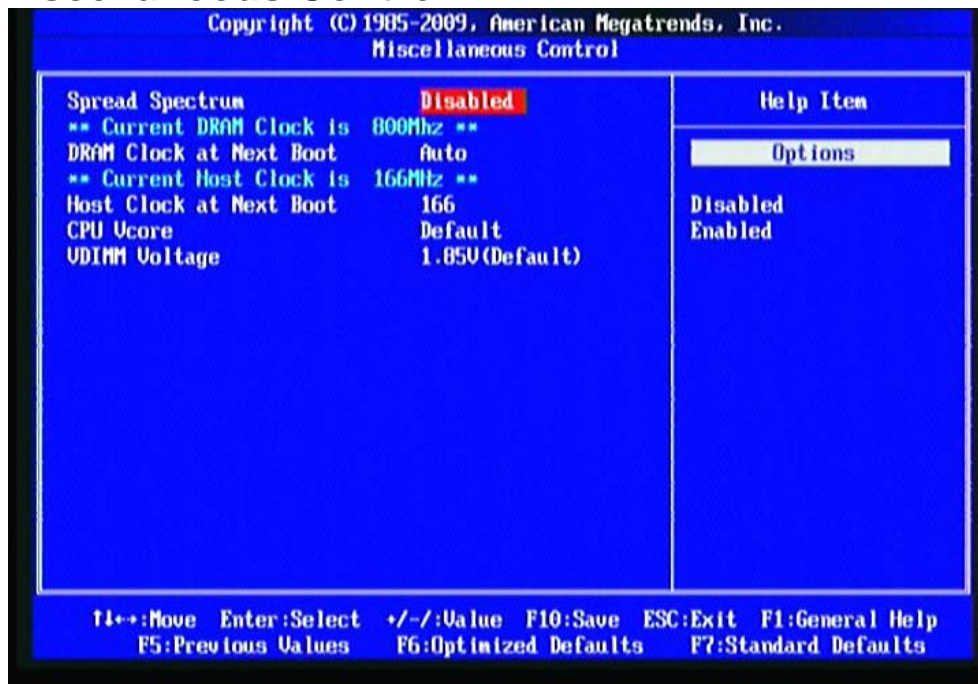 Copyright (C)1985-2009, American Megatrends, Inc.
Miscellaneous Control
Spread Spectrum Disabled
** Current DRAM Clock is 800Mhz **
DRAM Clock at Next Boot Auto
** Current Host Clock is 166MHz **
Host Clock at Next Boot 166
CPU Vcore Default
VDIMM Voltage 1.85V(Default)
Help Item
Options
Disabled
Enabled
↑↓←→:Move Enter:Select +/-/:Value F10:Save ESC:Exit F1:General Help
F5:Previous Values F6:Optimized Defaults F7:Standard Defaults